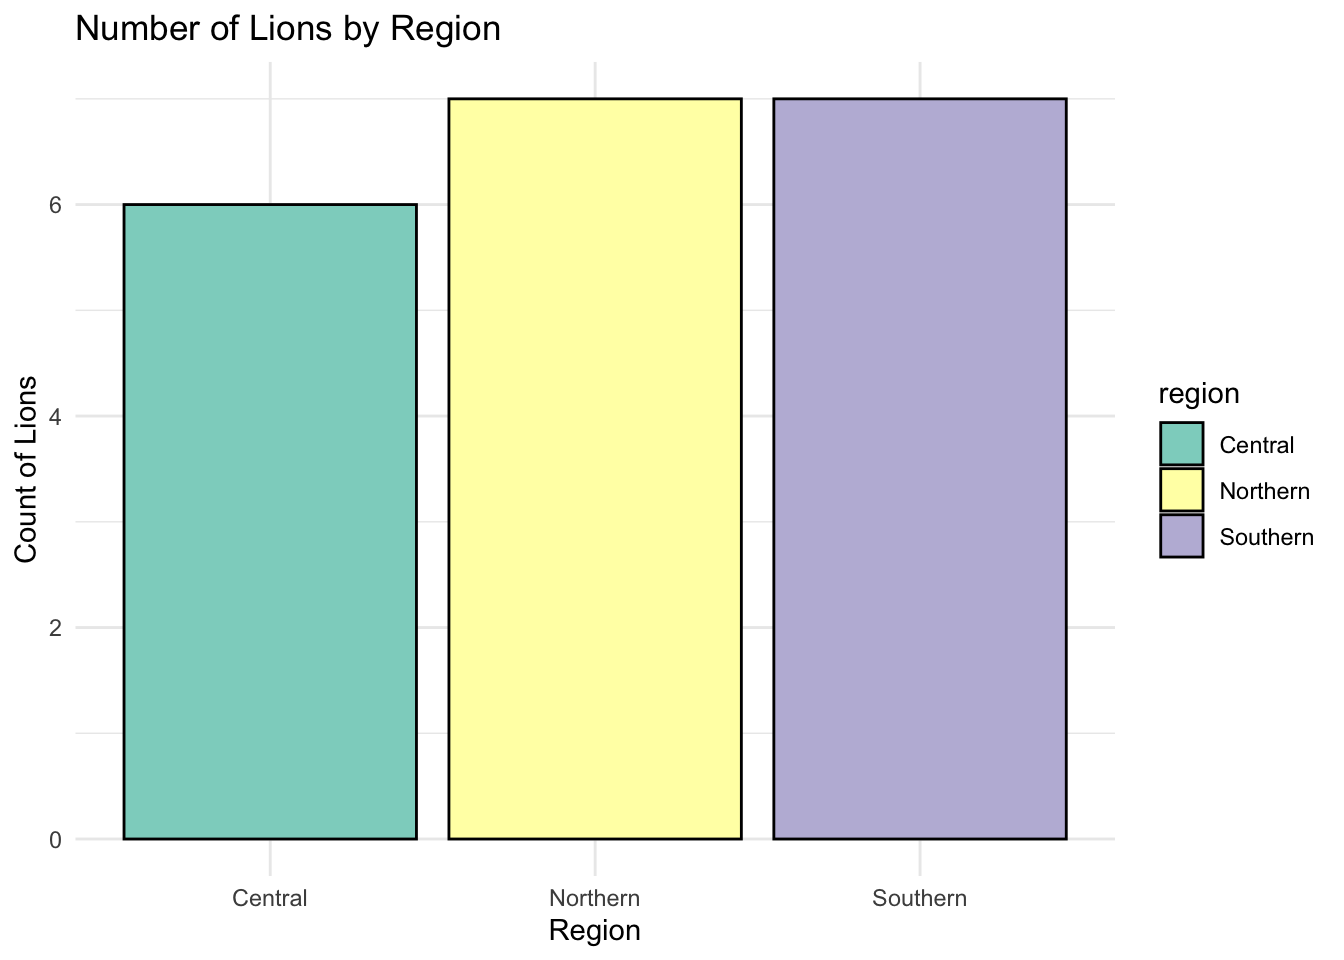 Number of Lions by Region
6
4
2
0
Count of Lions
Central
Northern
Southern
Region
region
Central
Northern
Southern